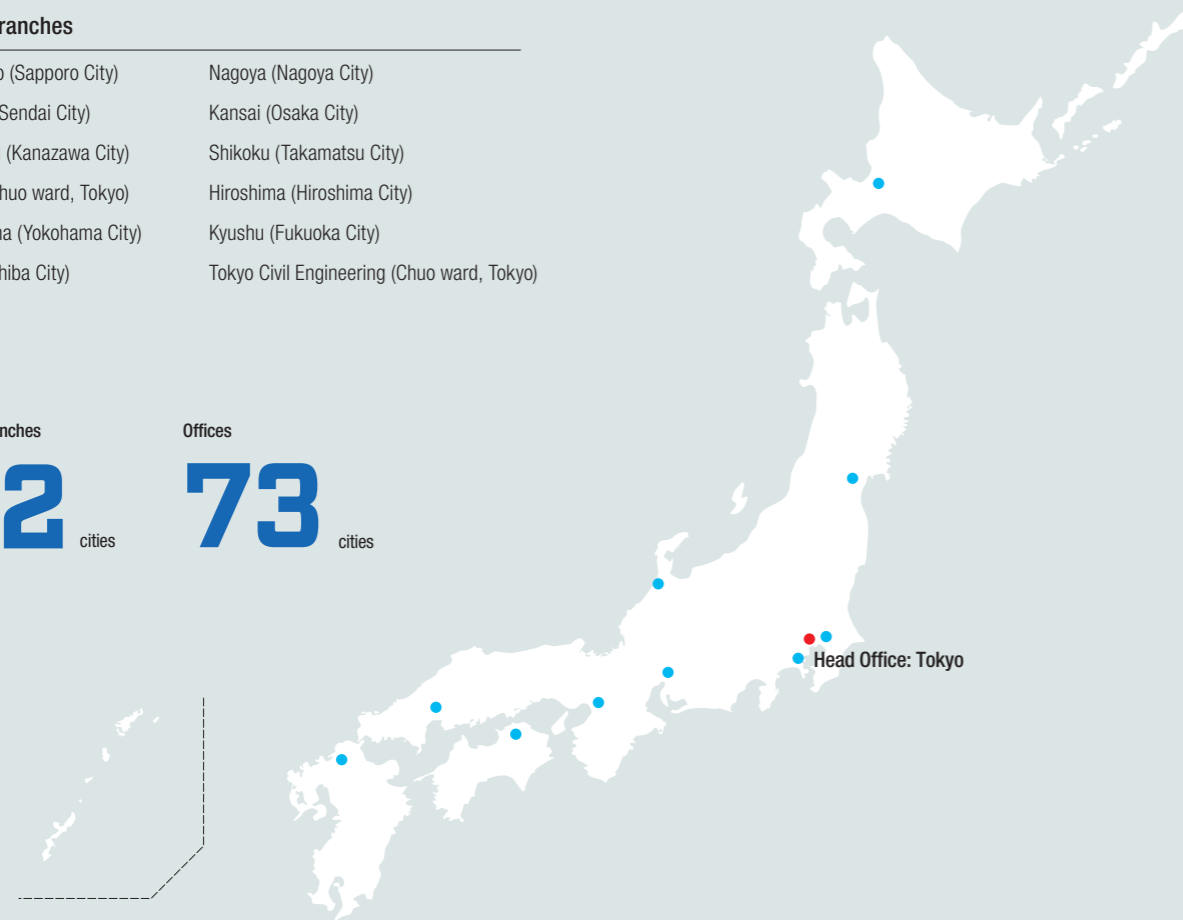 ranches
o (Sapporo City)
Sendai City)
(Kanazawa City)
huo ward, Tokyo)
na (Yokohama City)
hiba City)
Nagoya (Nagoya City)
Kansai (Osaka City)
Shikoku (Takamatsu City)
Hiroshima (Hiroshima City)
Kyushu (Fukuoka City)
Tokyo Civil Engineering (Chuo ward, Tokyo)
nches
2 cities
Offices
73 cities
Head Office: Tokyo